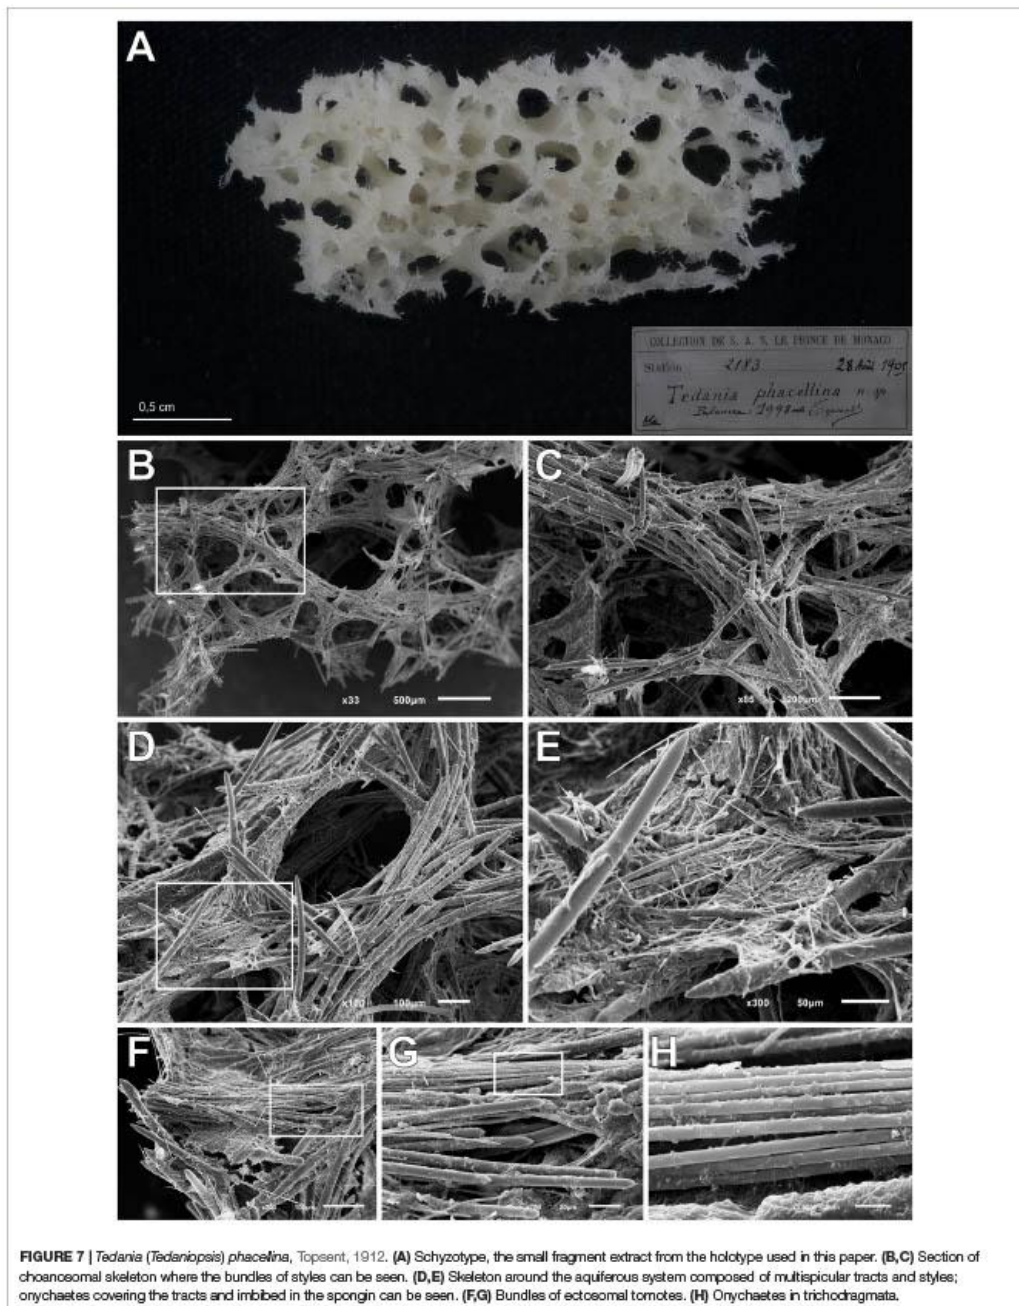 A
COLLECTION DE S. A. S. LE PRINCE DE MONACO
Station 2183 28 Août 1905
Tedania phacellina n. sp.
0,5 cm
B
C
x33 500µm
x85 200µm
D
E
x100 100µm
x300 50µm
F
G
H
FIGURE 7 | Tedania (Tedaniopsis) phacellina, Topsent, 1912. (A) Schyzotype, the small fragment extract from the holotype used in this paper. (B,C) Section of
choanosomal skeleton where the bundles of styles can be seen. (D,E) Skeleton around the aquiferous system composed of multispicular tracts and styles;
onychaetes covering the tracts and imbibed in the spongin can be seen. (F,G) Bundles of ectosomal tornotes. (H) Onychaetes in trichodragmata.